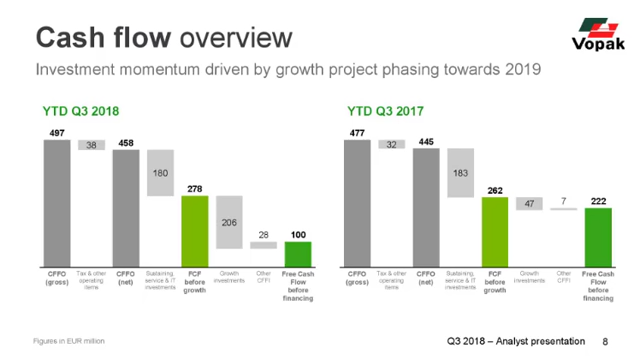 Cash flow overview
Vopak
Investment momentum driven by growth project phasing towards 2019
YTD Q3 2018
497
38
458
180
278
206
28
100
CFFO (gross)
Tax & other operating items
CFFO (net)
Sustaining, service & IT investments
FCF before growth
Growth investments
Other CFFI
Free Cash Flow before financing
YTD Q3 2017
477
32
445
183
262
47
7
222
CFFO (gross)
Tax & other operating items
CFFO (net)
Sustaining, service & IT investments
FCF before growth
Growth investments
Other CFFI
Free Cash Flow before financing
Figures in EUR million
Q3 2018 – Analyst presentation 8